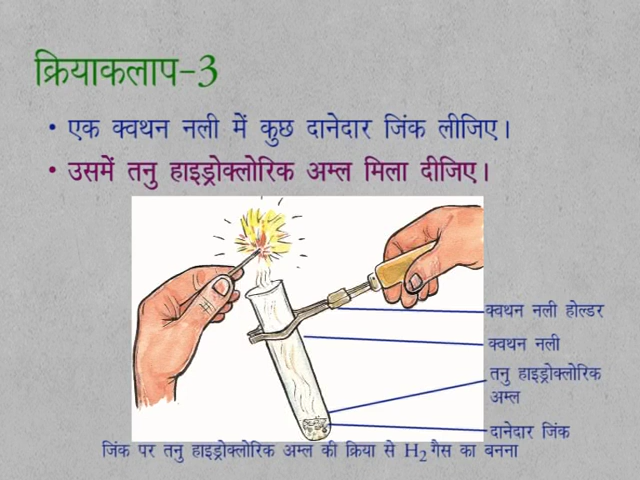 क्रियाकलाप-3
• एक क्वथन नली में कुछ दानेदार जिंक लीजिए।
• उसमें तनु हाइड्रोक्लोरिक अम्ल मिला दीजिए।
क्वथन नली होल्डर
क्वथन नली
तनु हाइड्रोक्लोरिक
अम्ल
दानेदार जिंक
जिंक पर तनु हाइड्रोक्लोरिक अम्ल की क्रिया से H₂ गैस का बनना